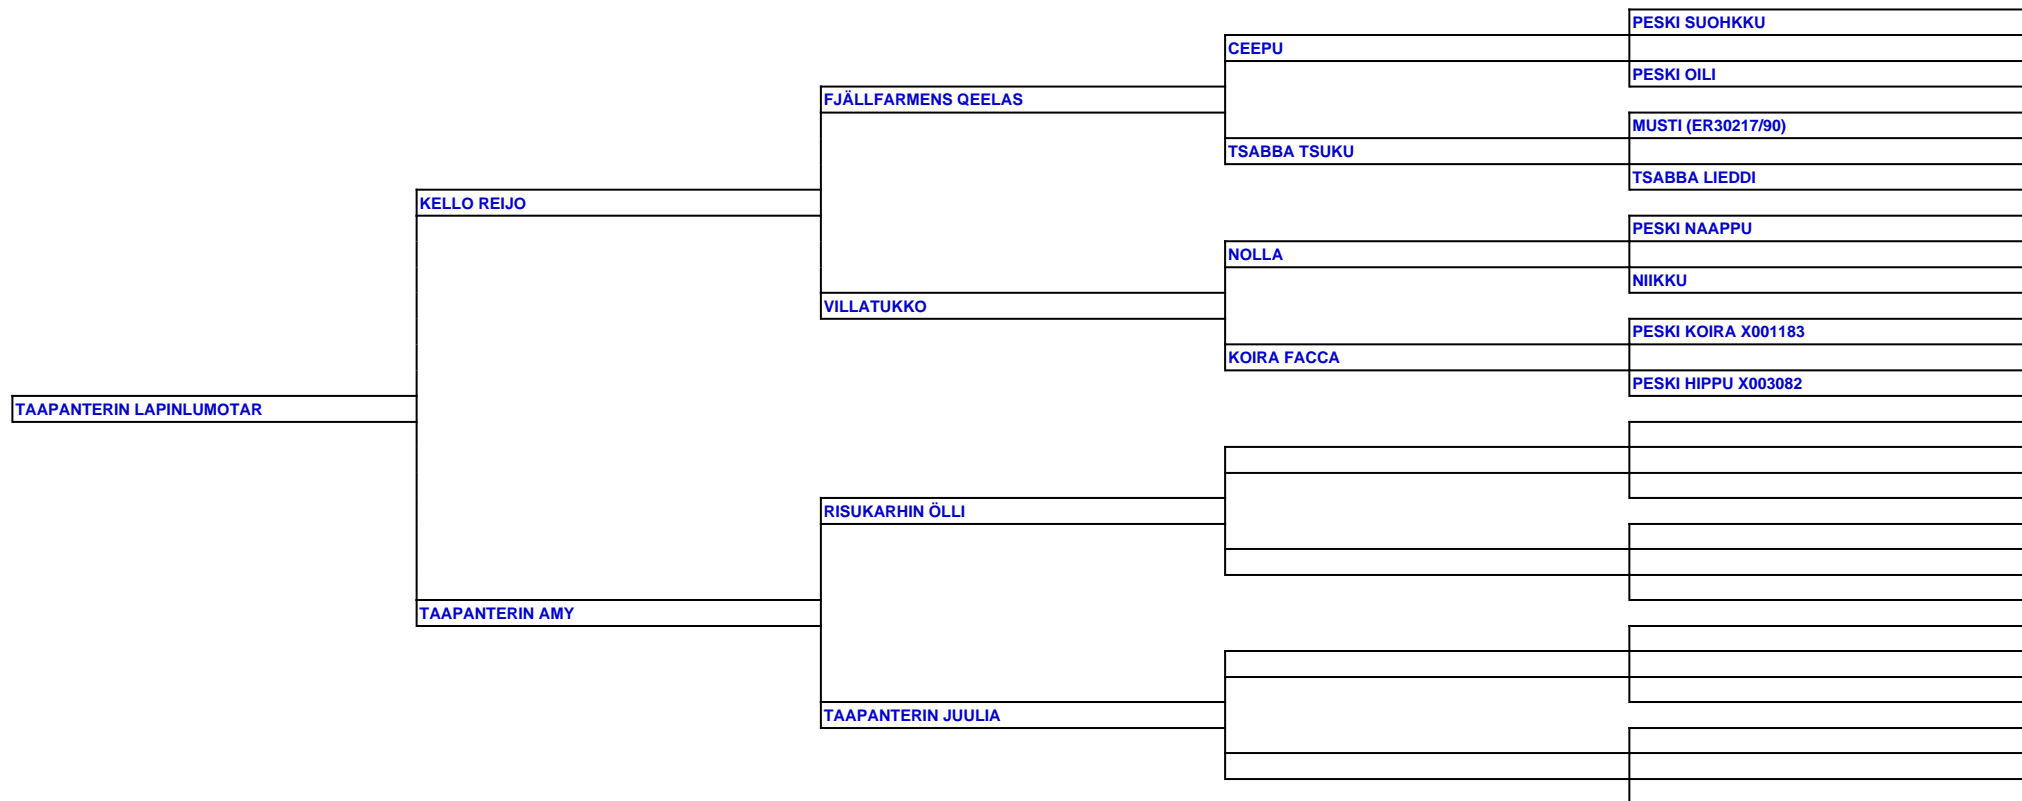 PESKI SUOHKKU
CEEPU
PESKI OILI
FJÄLLFARMENS QEELAS
MUSTI (ER30217/90)
TSABBA TSUKU
TSABBA LIEDDI
KELLO REIJO
PESKI NAAPPU
NOLLA
NIIKKU
VILLATUKKO
PESKI KOIRA X001183
KOIRA FACCA
PESKI HIPPU X003082
TAAPANTERIN LAPINLUMOTAR
RISUKARHIN ÖLLI
TAAPANTERIN AMY
TAAPANTERIN JUULIA